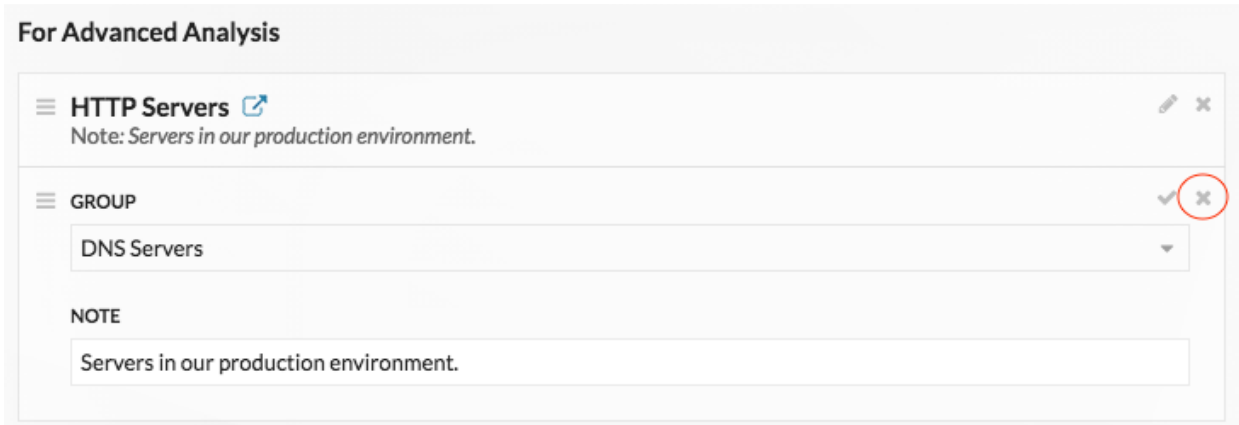 For Advanced Analysis
HTTP Servers
Note: Servers in our production environment.
GROUP
DNS Servers
NOTE
Servers in our production environment.